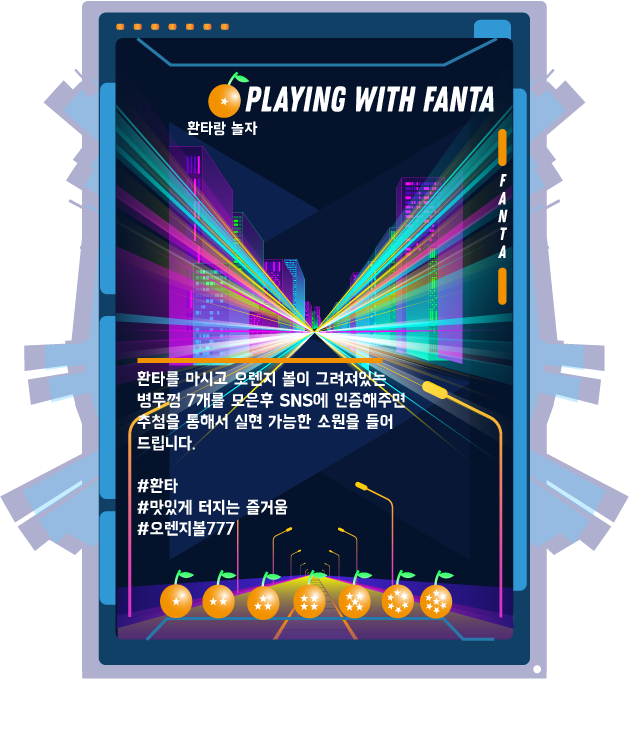 PLAYING WITH FANTA
환타랑 놀자
FANTA
환타를 마시고 오렌지 볼이 그려져있는
병뚜껑 7개를 모은후 SNS에 인증해주면
추첨을 통해서 실현 가능한 소원을 들어
드립니다.
#환타
#맛있게 터지는 즐거움
#오렌지볼777